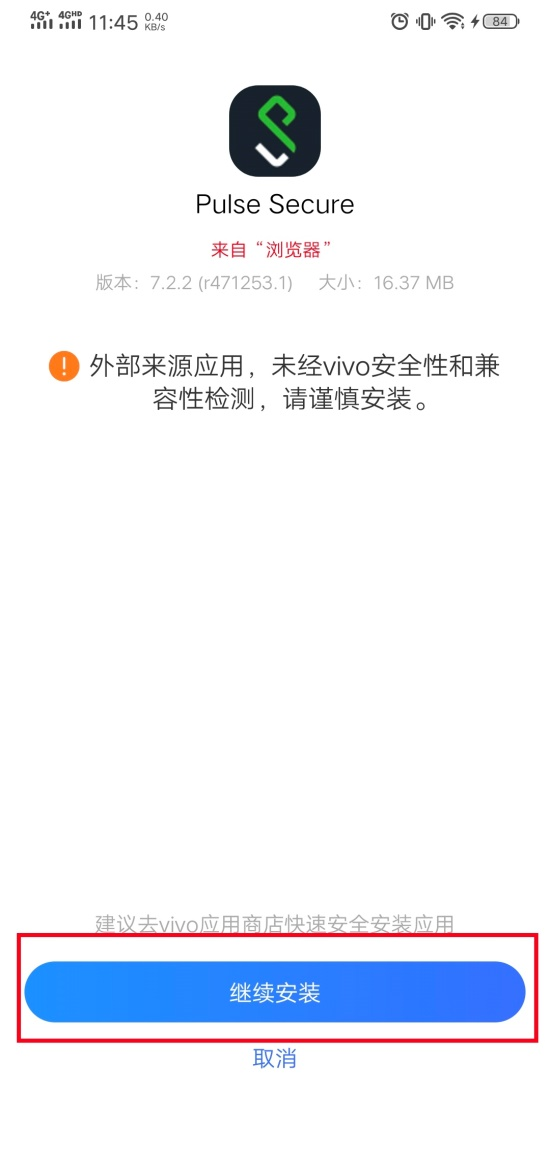 4G+ 4GHD 11:45 0.40 KB/s 84
Pulse Secure
来自“浏览器”
版本：7.2.2 (r471253.1) 大小：16.37 MB
外部来源应用，未经vivo安全性和兼
容性检测，请谨慎安装。
建议去vivo应用商店快速安全安装应用
继续安装
取消